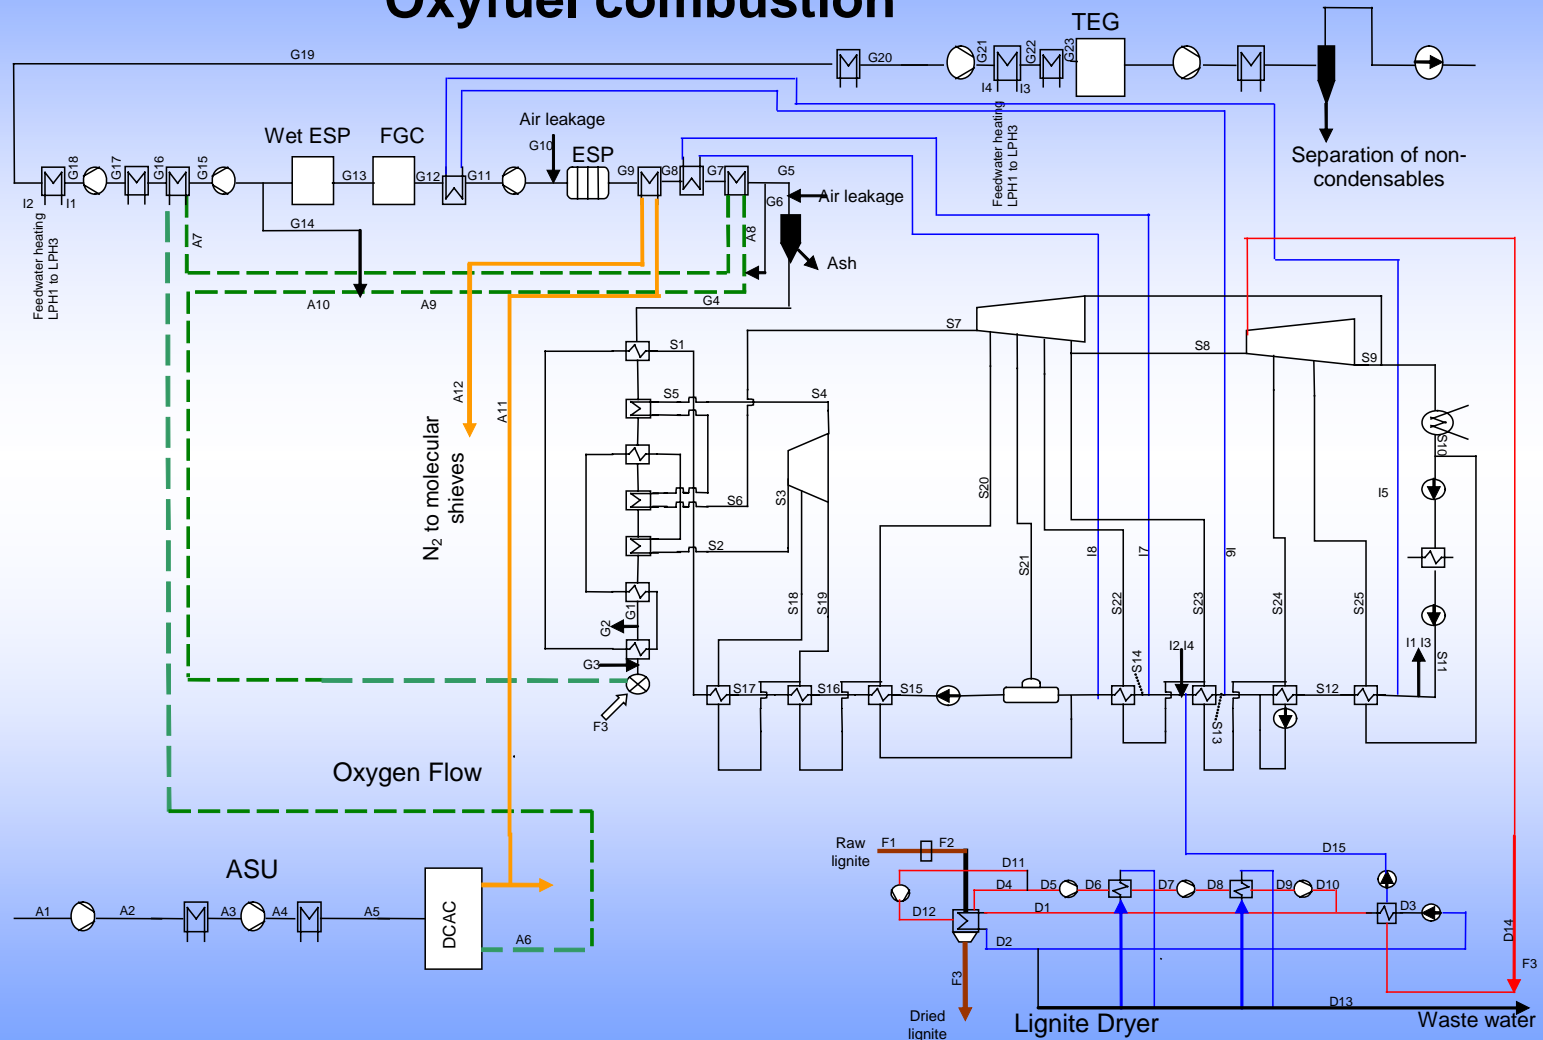 Oxyfuel combustion
TEG
G19
G20
G21
G22
G23
I4
I3
Feedwater heating
LPH1 to LPH3
Separation of non-
condensables
Wet ESP
FGC
Air leakage
G10
ESP
G18
G17
G16
G15
G13
G12
G11
G9
G8
G7
G5
G6
Air leakage
I2
I1
Feedwater heating
LPH1 to LPH3
G14
A7
A8
Ash
A10
A9
G4
S7
S8
S9
S1
S5
S4
A12
A11
N2 to molecular
shieves
S10
S3
S6
S2
S20
I5
S21
I8
I7
I6
S18
S19
S22
S23
S24
S25
G1
G2
G3
F3
S17
S16
S15
S14
I2 I4
S13
S12
I1 I3
S11
Oxygen Flow
ASU
A1
A2
A3
A4
A5
DCAC
A6
Raw
lignite
F1
F2
D11
D4
D5
D6
D7
D8
D9
D10
D15
D12
D1
D3
D2
D14
F3
F3
D13
Dried
lignite
Lignite Dryer
Waste water